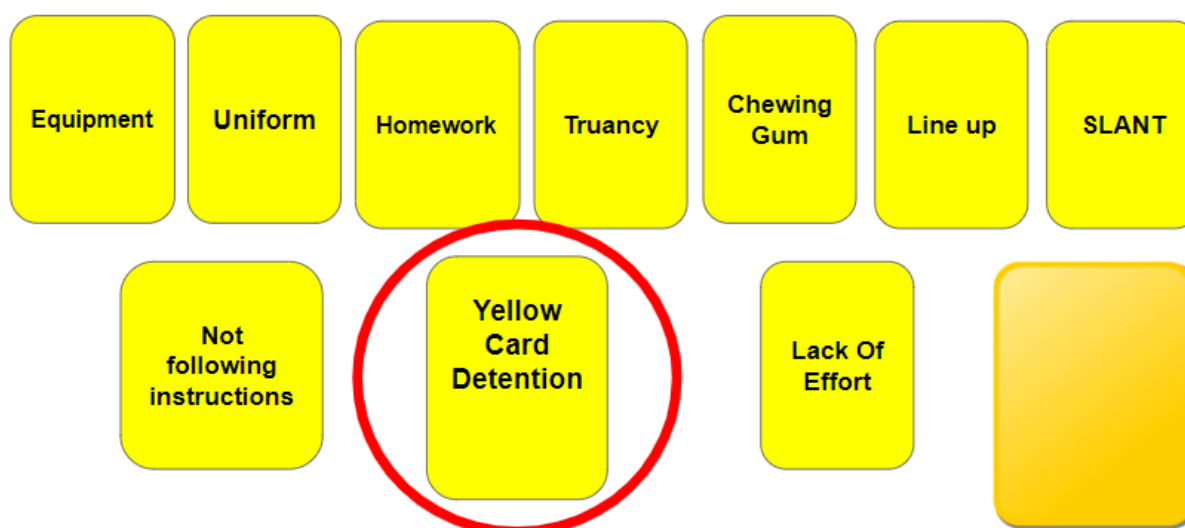 Equipment
Uniform
Homework
Truancy
Chewing
Gum
Line up
SLANT
Not
following
instructions
Yellow
Card
Detention
Lack Of
Effort